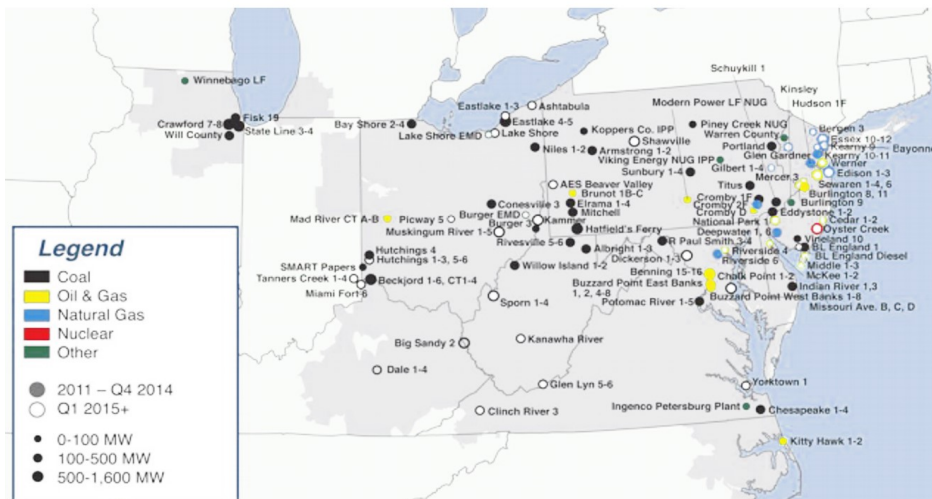 Schuykill 1
Winnebago LF
Kinsley
Eastlake 1-3
Ashtabula
Modern Power LF NUG
Hudson 1F
Fisk 19
Crawford 7-8
State Line 3-4
Will County
Bay Shore 2-4
Eastlake 4-5
Lake Shore EMD
Lake Shore
Koppers Co. IPP
Piney Creek NUG
Warren County
Bergen 3
Essex 10-12
Kearny 9
Bayonne
Shawville
Portland
Kearny 10-11
Niles 1-2
Armstrong 1-2
Viking Energy NUG IPP
Glen Gardner
Werner
Gilbert 1-4
Sunbury 1-4
Edison 1-3
Mercer 3
AES Beaver Valley
Titus
Sewaren 1-4, 6
Brunot 1B-C
Burlington 8, 11
Cromby 1F
Conesville 3
Elrama 1-4
Cromby 2F
Burlington 9
Mad River CT A-B
Picway 5
Burger EMD
Mitchell
Cromby D
Eddystone 1-2
Burger 3
Kammer
National Park 1
Cedar 1-2
Muskingum River 1-5
Hatfield's Ferry
Deepwater 1, 6
Oyster Creek
Rivesville 5-6
R Paul Smith 3-4
Vineland 10
Hutchings 4
Albright 1-3
Riverside 4
BL England 1
Hutchings 1-3, 5-6
Dickerson 1-3
Riverside 6
BL England Diesel
SMART Papers
Willow Island 1-2
Middle 1-3
Tanners Creek 1-4
Beckjord 1-6, CT1-4
Benning 15-16
Chalk Point 1-2
McKee 1-2
Miami Fort 6
Buzzard Point East Banks
1, 2, 4-8
Indian River 1,3
Sporn 1-4
Buzzard Point West Banks 1-8
Potomac River 1-5
Missouri Ave. B, C, D
Big Sandy 2
Kanawha River
Dale 1-4
Glen Lyn 5-6
Yorktown 1
Clinch River 3
Ingenco Petersburg Plant
Chesapeake 1-4
Kitty Hawk 1-2
Legend
Coal
Oil & Gas
Natural Gas
Nuclear
Other
2011 – Q4 2014
Q1 2015+
0-100 MW
100-500 MW
500-1,600 MW